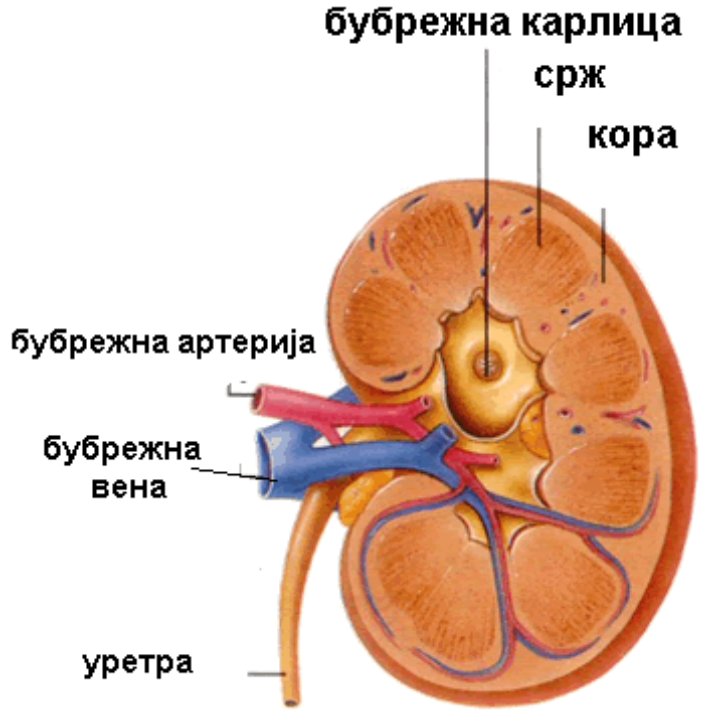 бубрежна карлица
срж
кора
бубрежна артерија
бубрежна
вена
уретра